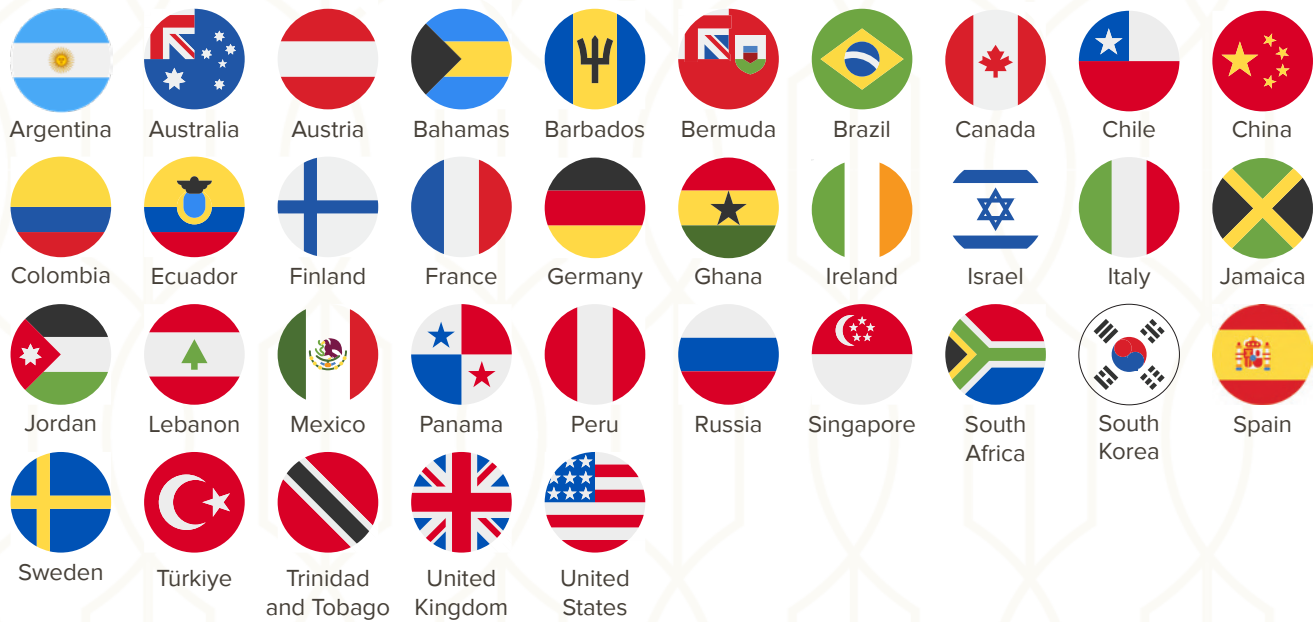 Argentina
Australia
Austria
Bahamas
Barbados
Bermuda
Brazil
Canada
Chile
China
Colombia
Ecuador
Finland
France
Germany
Ghana
Ireland
Israel
Italy
Jamaica
Jordan
Lebanon
Mexico
Panama
Peru
Russia
Singapore
South
Africa
South
Korea
Spain
Sweden
Türkiye
Trinidad
and Tobago
United
Kingdom
United
States